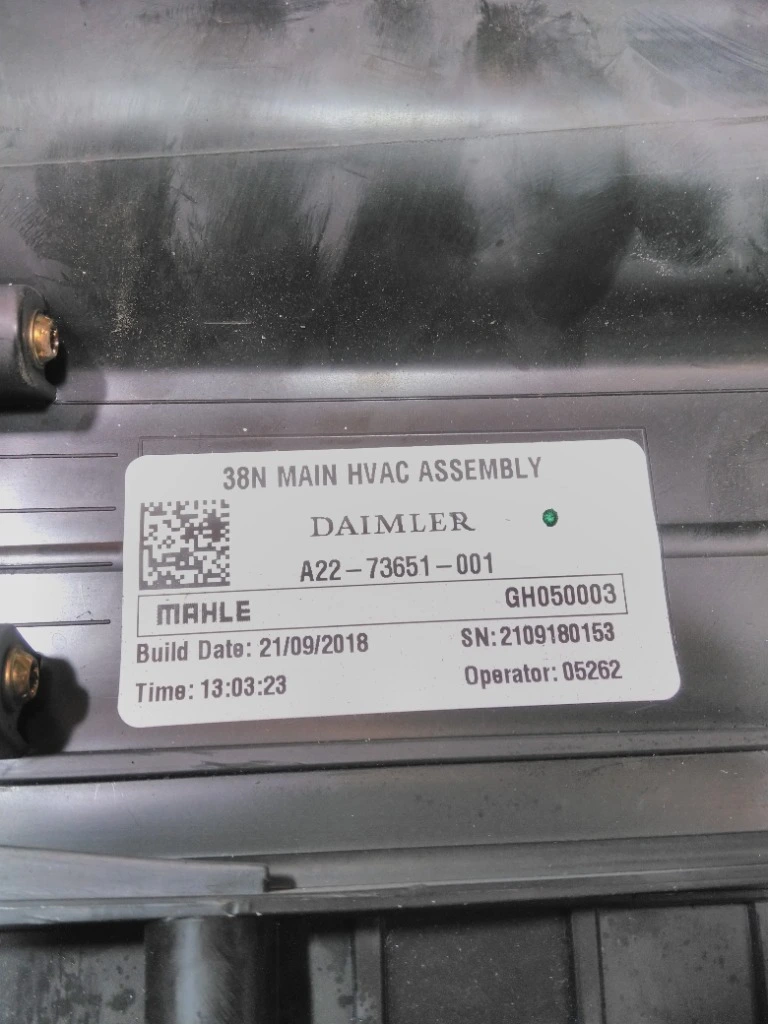 38N MAIN HVAC ASSEMBLY
DAIMLER
A22-73651-001
MAHLE GH050003
Build Date: 21/09/2018 SN: 2109180153
Time: 13:03:23 Operator: 05262